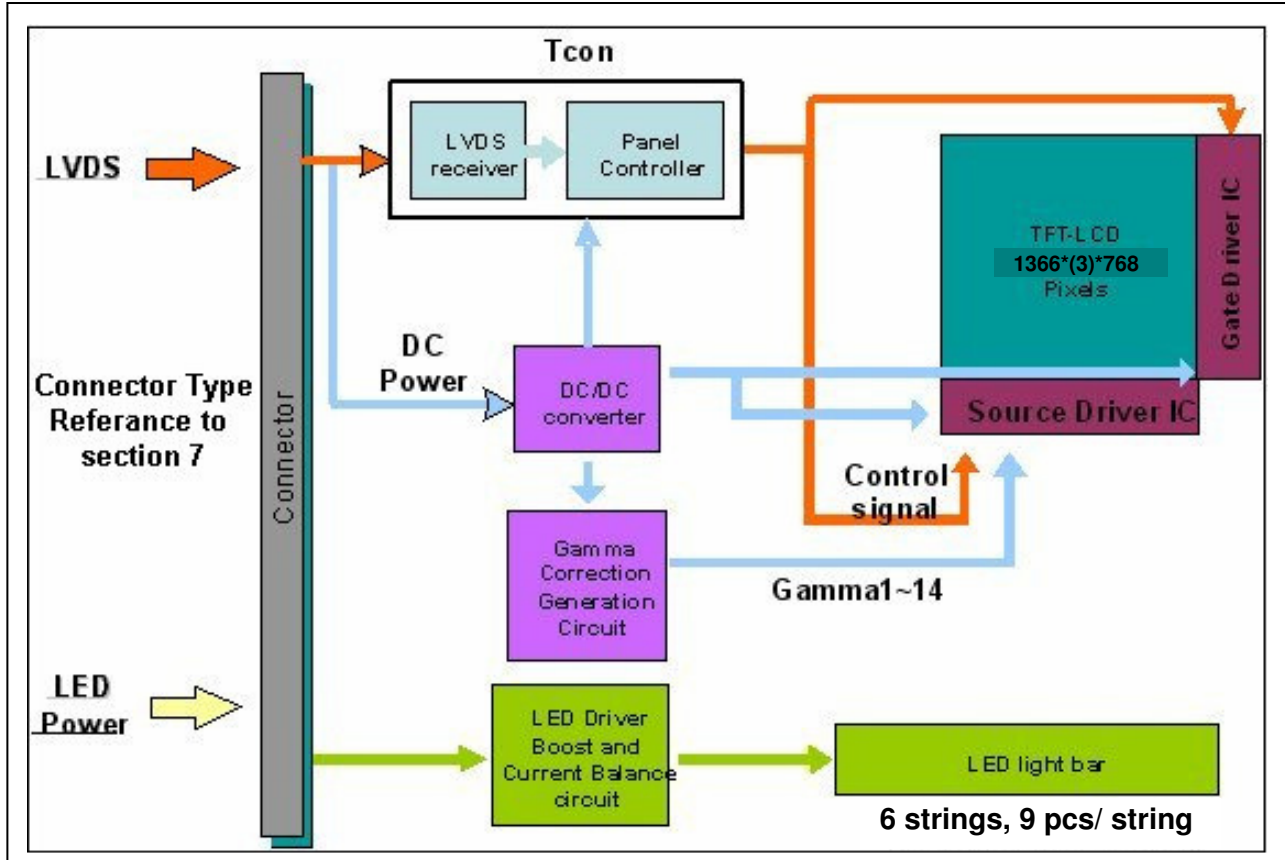 Tcon
LVDS
receiver
Panel
Controller
LVDS
Connector
Connector Type
Referance to
section 7
DC
Power
DC/DC
converter
TFT-LCD
1366*(3)*768
Pixels
Gate Driver IC
Source Driver IC
Control
signal
Gamma
Correction
Generation
Circuit
Gamma1~14
LED
Power
LED Driver
Boost and
Current Balance
circuit
LED light bar
6 strings, 9 pcs/ string